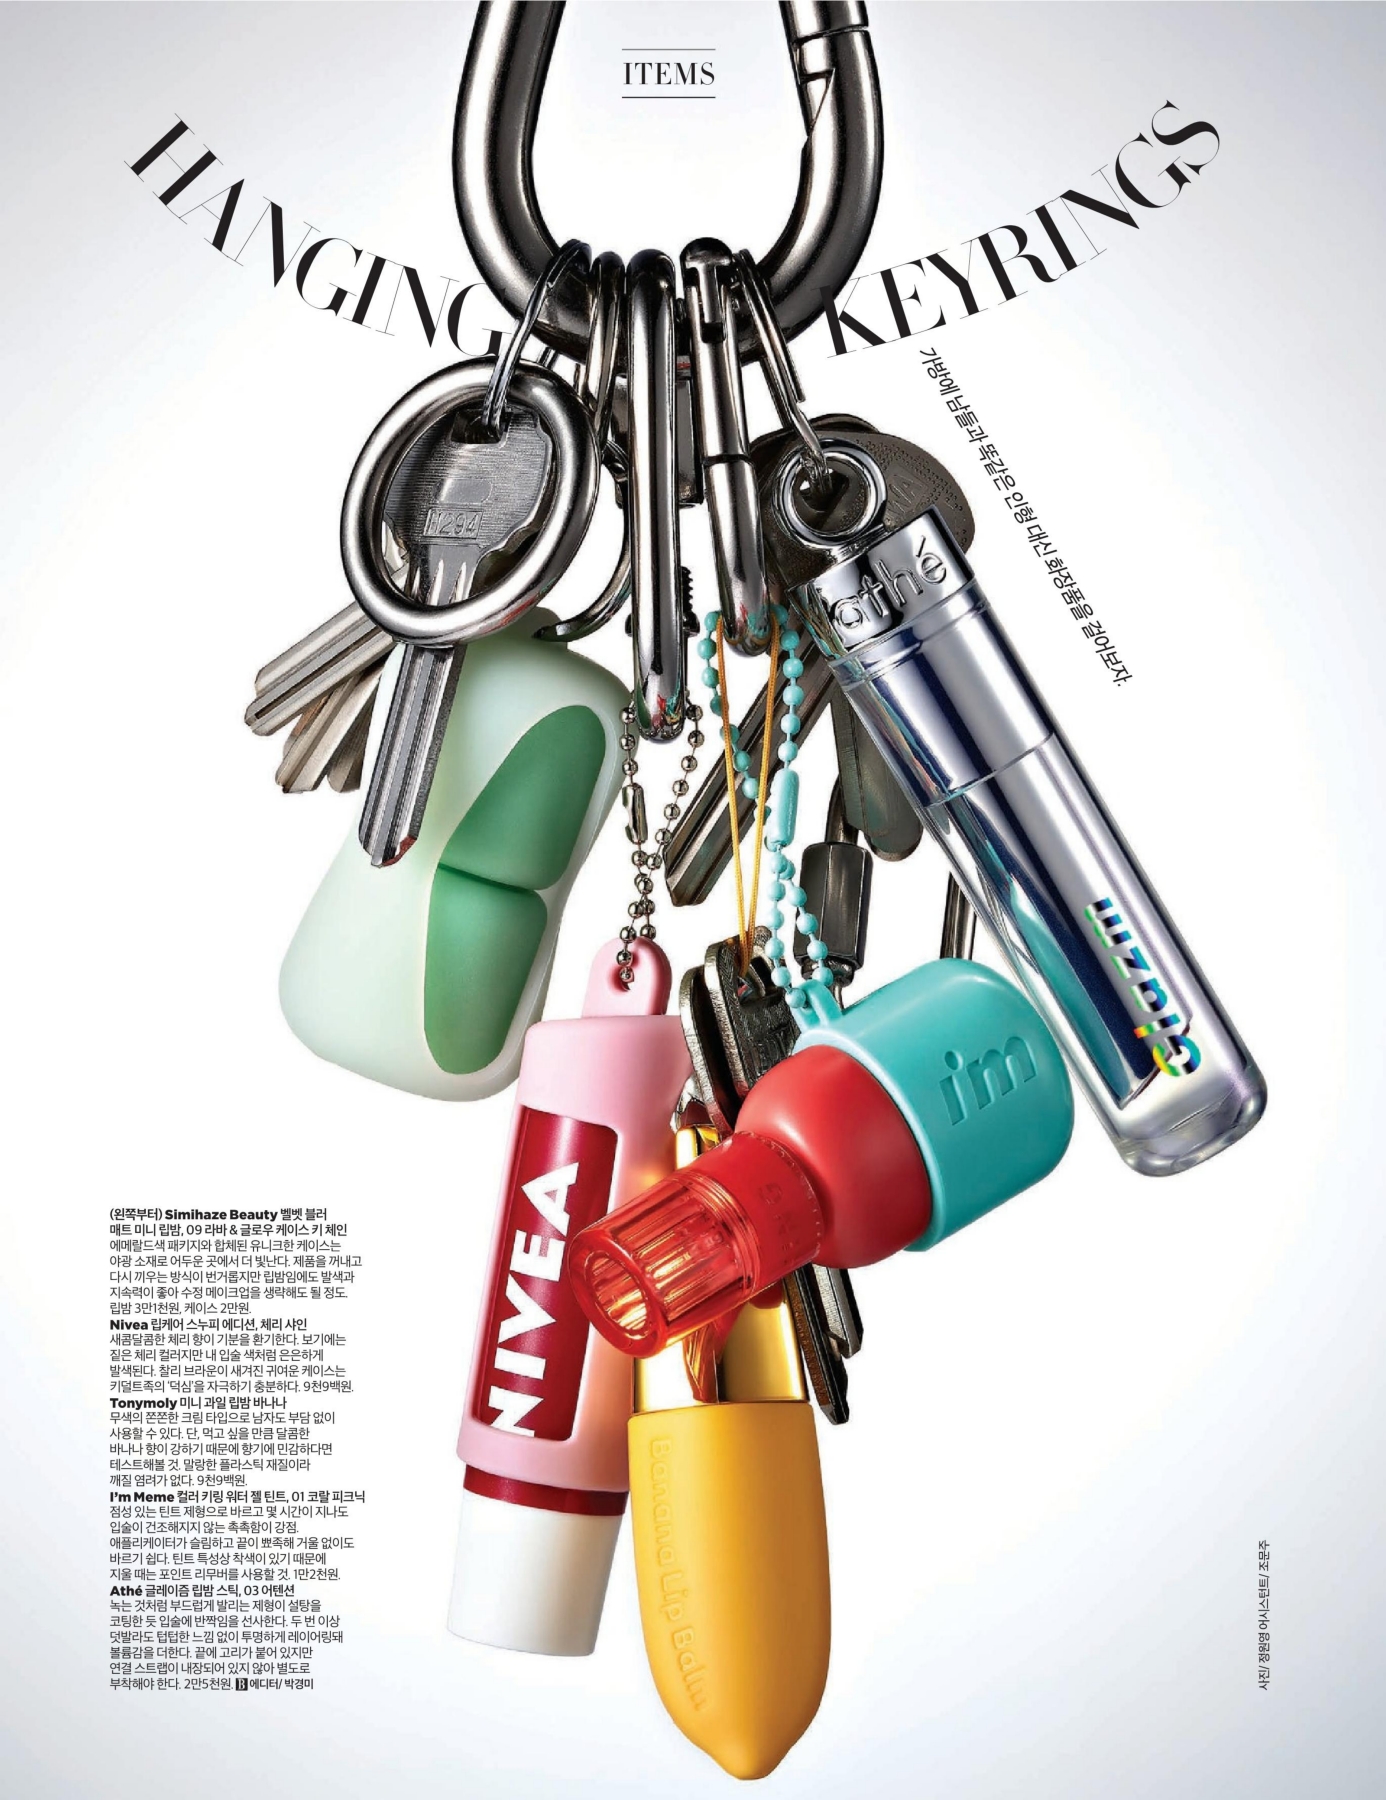 ITEMS
HANGING KEYRINGS
가방에 남들과 똑같은 인형 대신 화장품을 걸어보자.
N294
athé
glazm
i'm
NIVEA
Banana Lip Balm
(왼쪽부터) Simihaze Beauty 벨벳 블러
매트 미니 립밤, 09 라바 & 글로우 케이스 키 체인
에메랄드색 패키지와 합체된 유니크한 케이스는
야광 소재로 어두운 곳에서 더 빛난다. 제품을 꺼내고
다시 끼우는 방식이 번거롭지만 립밤임에도 발색과
지속력이 좋아 수정 메이크업을 생략해도 될 정도.
립밤 3만1천원, 케이스 2만원.
Nivea 립케어 스누피 에디션, 체리 샤인
새콤달콤한 체리 향이 기분을 환기한다. 보기에는
짙은 체리 컬러지만 내 입술 색처럼 은은하게
발색된다. 찰리 브라운이 새겨진 귀여운 케이스는
키덜트족의 '덕심'을 자극하기 충분하다. 9천9백원.
Tonymoly 미니 과일 립밤 바나나
무색의 쫀쫀한 크림 타입으로 남자도 부담 없이
사용할 수 있다. 단, 먹고 싶을 만큼 달콤한
바나나 향이 강하기 때문에 향기에 민감하다면
테스트해볼 것. 말랑한 플라스틱 재질이라
깨질 염려가 없다. 9천9백원.
I'm Meme 컬러 키링 워터 젤 틴트, 01 코랄 피크닉
점성 있는 틴트 제형으로 바르고 몇 시간이 지나도
입술이 건조해지지 않는 촉촉함이 강점.
애플리케이터가 슬림하고 끝이 뾰족해 거울 없이도
바르기 쉽다. 틴트 특성상 착색이 있기 때문에
지울 때는 포인트 리무버를 사용할 것. 1만2천원.
Athé 글레이즘 립밤 스틱, 03 어텐션
녹는 것처럼 부드럽게 발리는 제형이 설탕을
코팅한 듯 입술에 반짝임을 선사한다. 두 번 이상
덧발라도 텁텁한 느낌 없이 투명하게 레이어링돼
볼륨감을 더한다. 끝에 고리가 붙어 있지만
연결 스트랩이 내장되어 있지 않아 별도로
부착해야 한다. 2만5천원. B 에디터/ 박경미
사진/ 정원영 어시스턴트/ 조문주